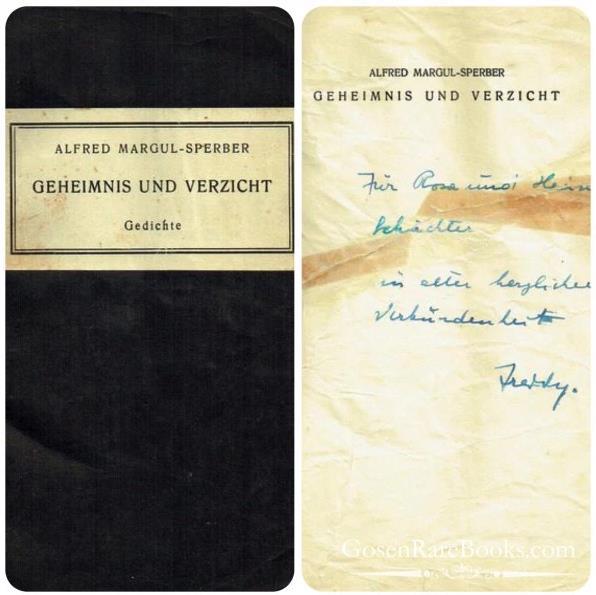 ALFRED MARGUL-SPERBER
GEHEIMNIS UND VERZICHT
Gedichte
ALFRED MARGUL-SPERBER
GEHEIMNIS UND VERZICHT
Für Rosa und
Schächter
in alter herzlicher
Verbundenheit
Freddy.
GosenRareBooks.com